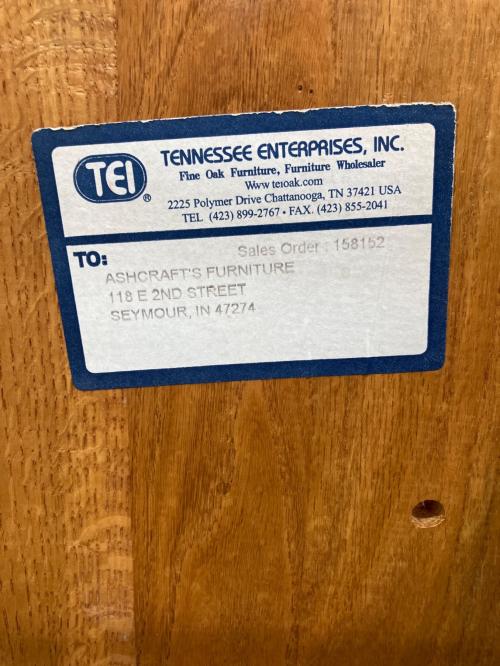 TEI
®
TENNESSEE ENTERPRISES, INC.
Fine Oak Furniture, Furniture Wholesaler
Www teioak.com
2225 Polymer Drive Chattanooga, TN 37421 USA
TEL (423) 899-2767 • FAX. (423) 855-2041
TO:
Sales Order : 158152
ASHCRAFT'S FURNITURE
118 E 2ND STREET
SEYMOUR, IN 47274